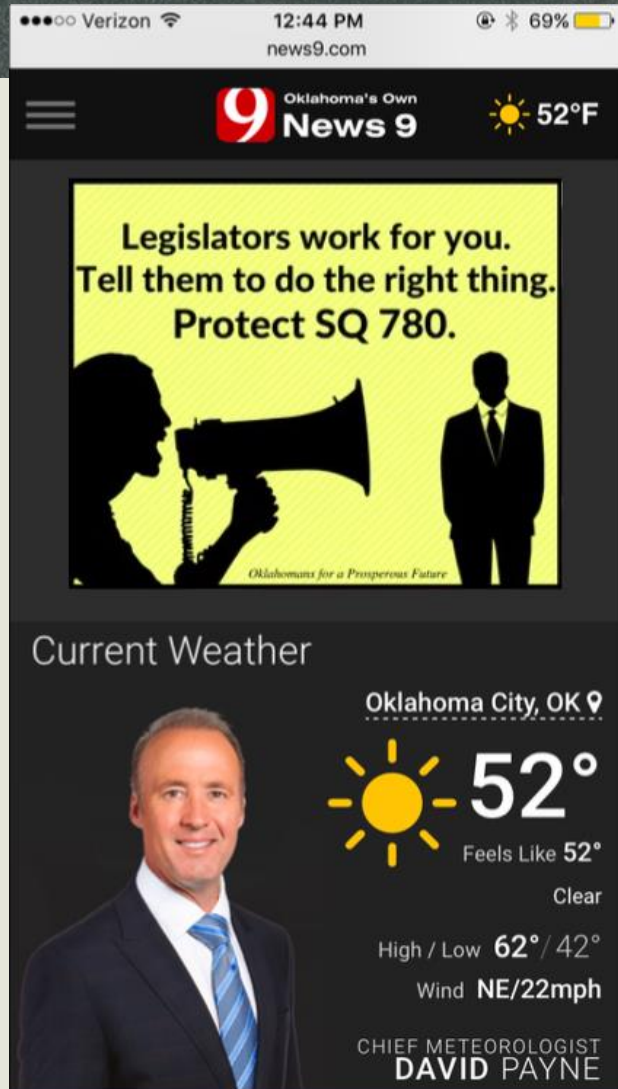 Verizon 12:44 PM 69%
news9.com
9 Oklahoma's Own
News 9
52°F
Legislators work for you.
Tell them to do the right thing.
Protect SQ 780.
Oklahomans for a Prosperous Future
Current Weather
Oklahoma City, OK
52°
Feels Like 52°
Clear
High / Low 62°/42°
Wind NE/22mph
CHIEF METEOROLOGIST
DAVID PAYNE